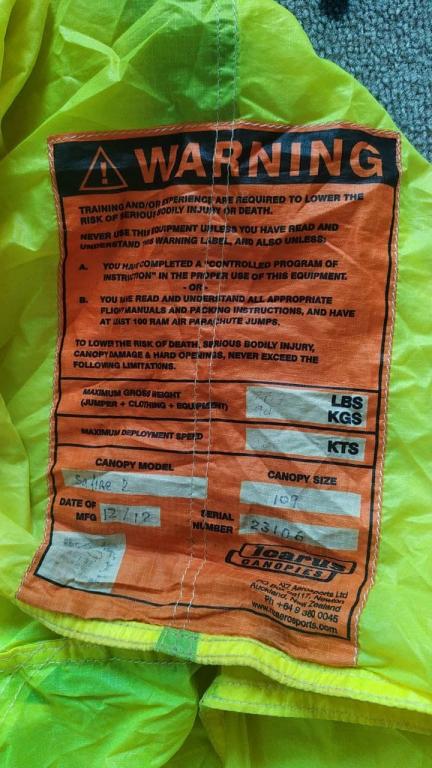 WARNING
TRAINING AND/OR EXPERIENCE ARE REQUIRED TO LOWER THE
RISK OF SERIOUS BODILY INJURY OR DEATH.
NEVER USE THIS EQUIPMENT UNLESS YOU HAVE READ AND
UNDERSTAND THIS WARNING LABEL, AND ALSO UNLESS:
A. YOU HAVE COMPLETED A "CONTROLLED PROGRAM OF
INSTRUCTION" IN THE PROPER USE OF THIS EQUIPMENT.
- OR -
B. YOU HAVE READ AND UNDERSTAND ALL APPROPRIATE
FLIGHT MANUALS AND PACKING INSTRUCTIONS, AND HAVE
AT LEAST 100 RAM AIR PARACHUTE JUMPS.
TO LOWER THE RISK OF DEATH, SERIOUS BODILY INJURY,
CANOPY DAMAGE & HARD OPENINGS, NEVER EXCEED THE
FOLLOWING LIMITATIONS.
MAXIMUM GROSS WEIGHT
(JUMPER + CLOTHING + EQUIPMENT)
LBS
KGS
MAXIMUM DEPLOYMENT SPEED KTS
CANOPY MODEL CANOPY SIZE
Safire 2 109
DATE OF
MFG 12/12
SERIAL
NUMBER 23106
Icarus
CANOPIES
NZ Aerosports Ltd
Newton
Auckland, New Zealand
Ph +64 9 380 0045
www.nzaerosports.com